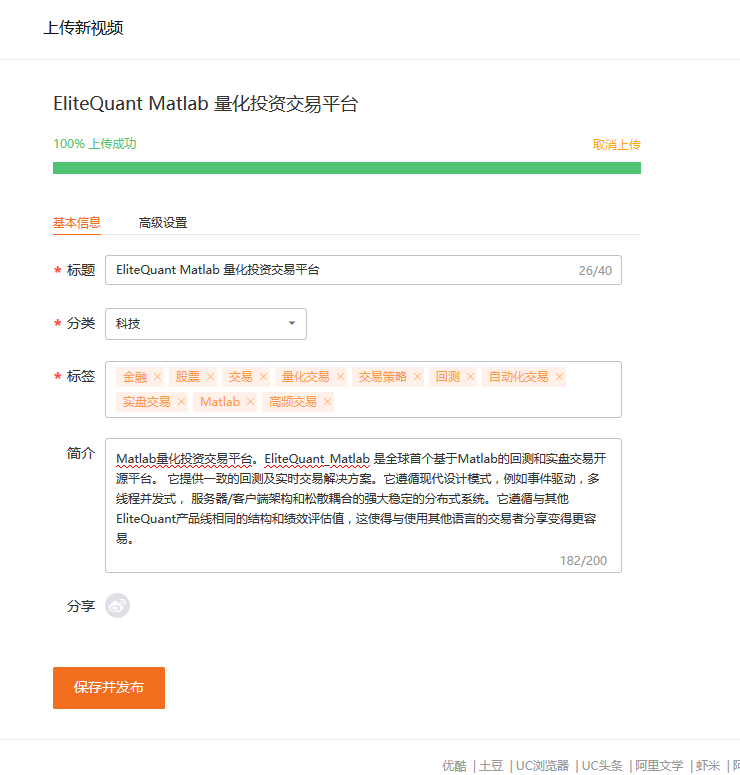 上传新视频
EliteQuant Matlab 量化投资交易平台
100% 上传成功 取消上传
基本信息 高级设置
* 标题 EliteQuant Matlab 量化投资交易平台 26/40
* 分类 科技
* 标签 金融 × 股票 × 交易 × 量化交易 × 交易策略 × 回测 × 自动化交易 ×
实盘交易 × Matlab × 高频交易 ×
简介 Matlab量化投资交易平台。EliteQuant_Matlab 是全球首个基于Matlab的回测和实盘交易开
源平台。 它提供一致的回测及实时交易解决方案。它遵循现代设计模式，例如事件驱动，多
线程并发式， 服务器/客户端架构和松散耦合的强大稳定的分布式系统。它遵循与其他
EliteQuant产品线相同的结构和绩效评估值，这使得与使用其他语言的交易者分享变得更容
易。
182/200
分享
保存并发布
优酷 | 土豆 | UC浏览器 | UC头条 | 阿里文学 | 虾米 |